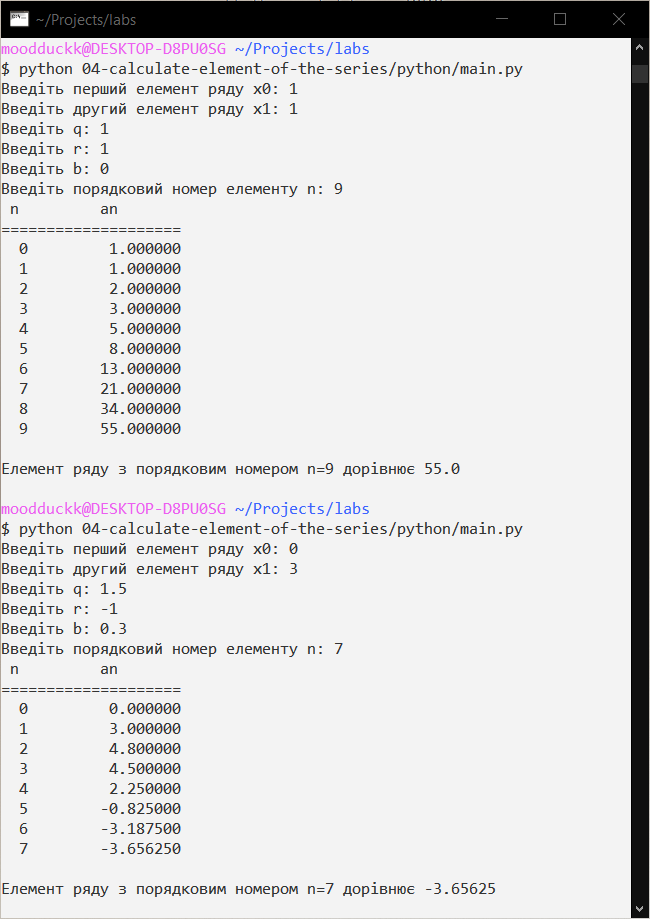 ~/Projects/labs
moodduckk@DESKTOP-D8PU0SG ~/Projects/labs
$ python 04-calculate-element-of-the-series/python/main.py
Введіть перший елемент ряду x0: 1
Введіть другий елемент ряду x1: 1
Введіть q: 1
Введіть r: 1
Введіть b: 0
Введіть порядковий номер елементу n: 9
n an
====================
0 1.000000
1 1.000000
2 2.000000
3 3.000000
4 5.000000
5 8.000000
6 13.000000
7 21.000000
8 34.000000
9 55.000000
Елемент ряду з порядковим номером n=9 дорівнює 55.0
moodduckk@DESKTOP-D8PU0SG ~/Projects/labs
$ python 04-calculate-element-of-the-series/python/main.py
Введіть перший елемент ряду x0: 0
Введіть другий елемент ряду x1: 3
Введіть q: 1.5
Введіть r: -1
Введіть b: 0.3
Введіть порядковий номер елементу n: 7
n an
====================
0 0.000000
1 3.000000
2 4.800000
3 4.500000
4 2.250000
5 -0.825000
6 -3.187500
7 -3.656250
Елемент ряду з порядковим номером n=7 дорівнює -3.65625